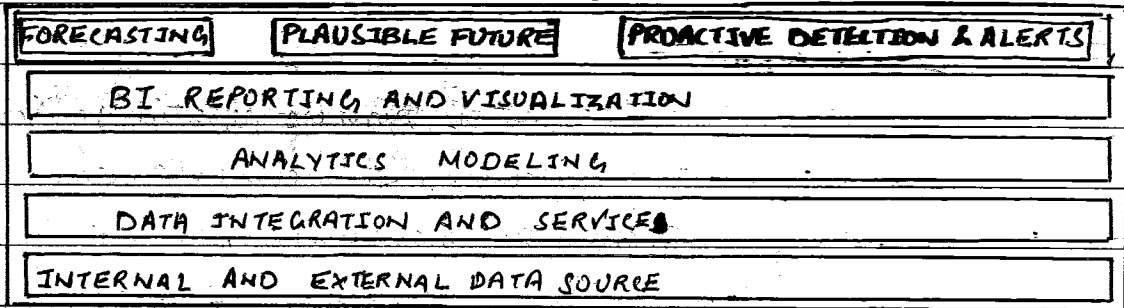 FORECASTING PLAUSIBLE FUTURE PROACTIVE DETECTION & ALERTS
BI REPORTING AND VISUALIZATION
ANALYTICS MODELING
DATA INTEGRATION AND SERVICES
INTERNAL AND EXTERNAL DATA SOURCE